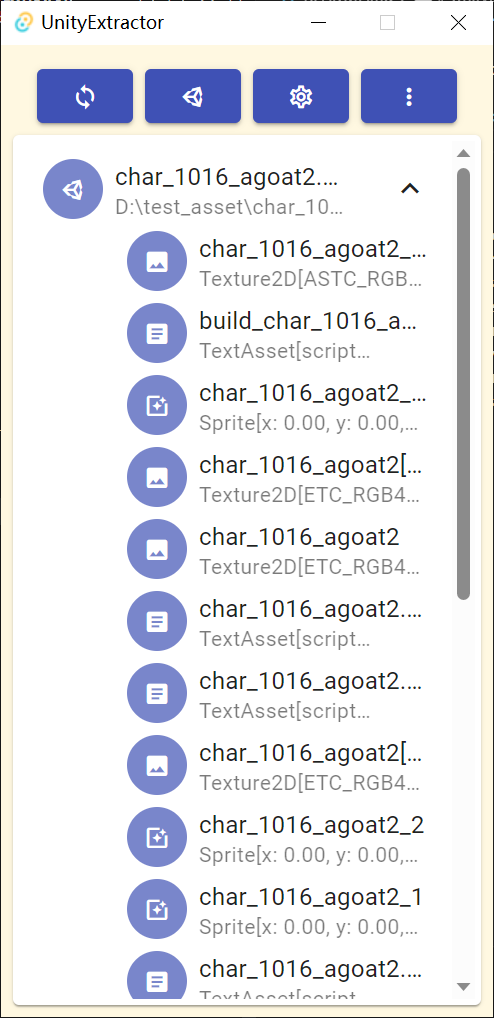 UnityExtractor
char_1016_agoat2....
D:\test_asset\char_10...
char_1016_agoat2_...
Texture2D[ASTC_RGB...
build_char_1016_a...
TextAsset[script...
char_1016_agoat2_...
Sprite[x: 0.00, y: 0.00,...
char_1016_agoat2[...
Texture2D[ETC_RGB4...
char_1016_agoat2
Texture2D[ETC_RGB4...
char_1016_agoat2....
TextAsset[script...
char_1016_agoat2....
TextAsset[script...
char_1016_agoat2[...
Texture2D[ETC_RGB4...
char_1016_agoat2_2
Sprite[x: 0.00, y: 0.00,...
char_1016_agoat2_1
Sprite[x: 0.00, y: 0.00,...
char_1016_agoat2....
TextAsset[script...